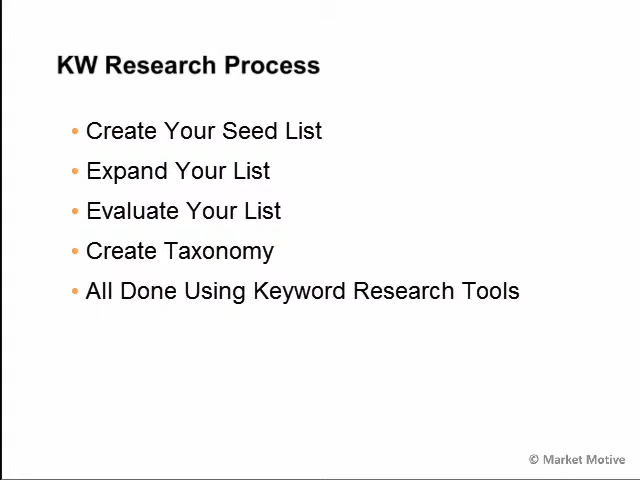 KW Research Process
• Create Your Seed List
• Expand Your List
• Evaluate Your List
• Create Taxonomy
• All Done Using Keyword Research Tools
© Market Motive